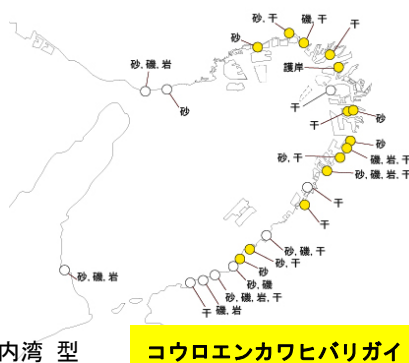 砂，干
磯，干
砂
干
護岸
砂，磯，岩
砂
干
砂
干
砂
砂，干
磯，岩，干
砂，磯，岩，干
干
干
砂，磯，干
砂，干
砂
砂，磯
砂，磯，岩，干
磯，岩
干
砂，磯，岩
内湾 型
コウロエンカワヒバリガイ